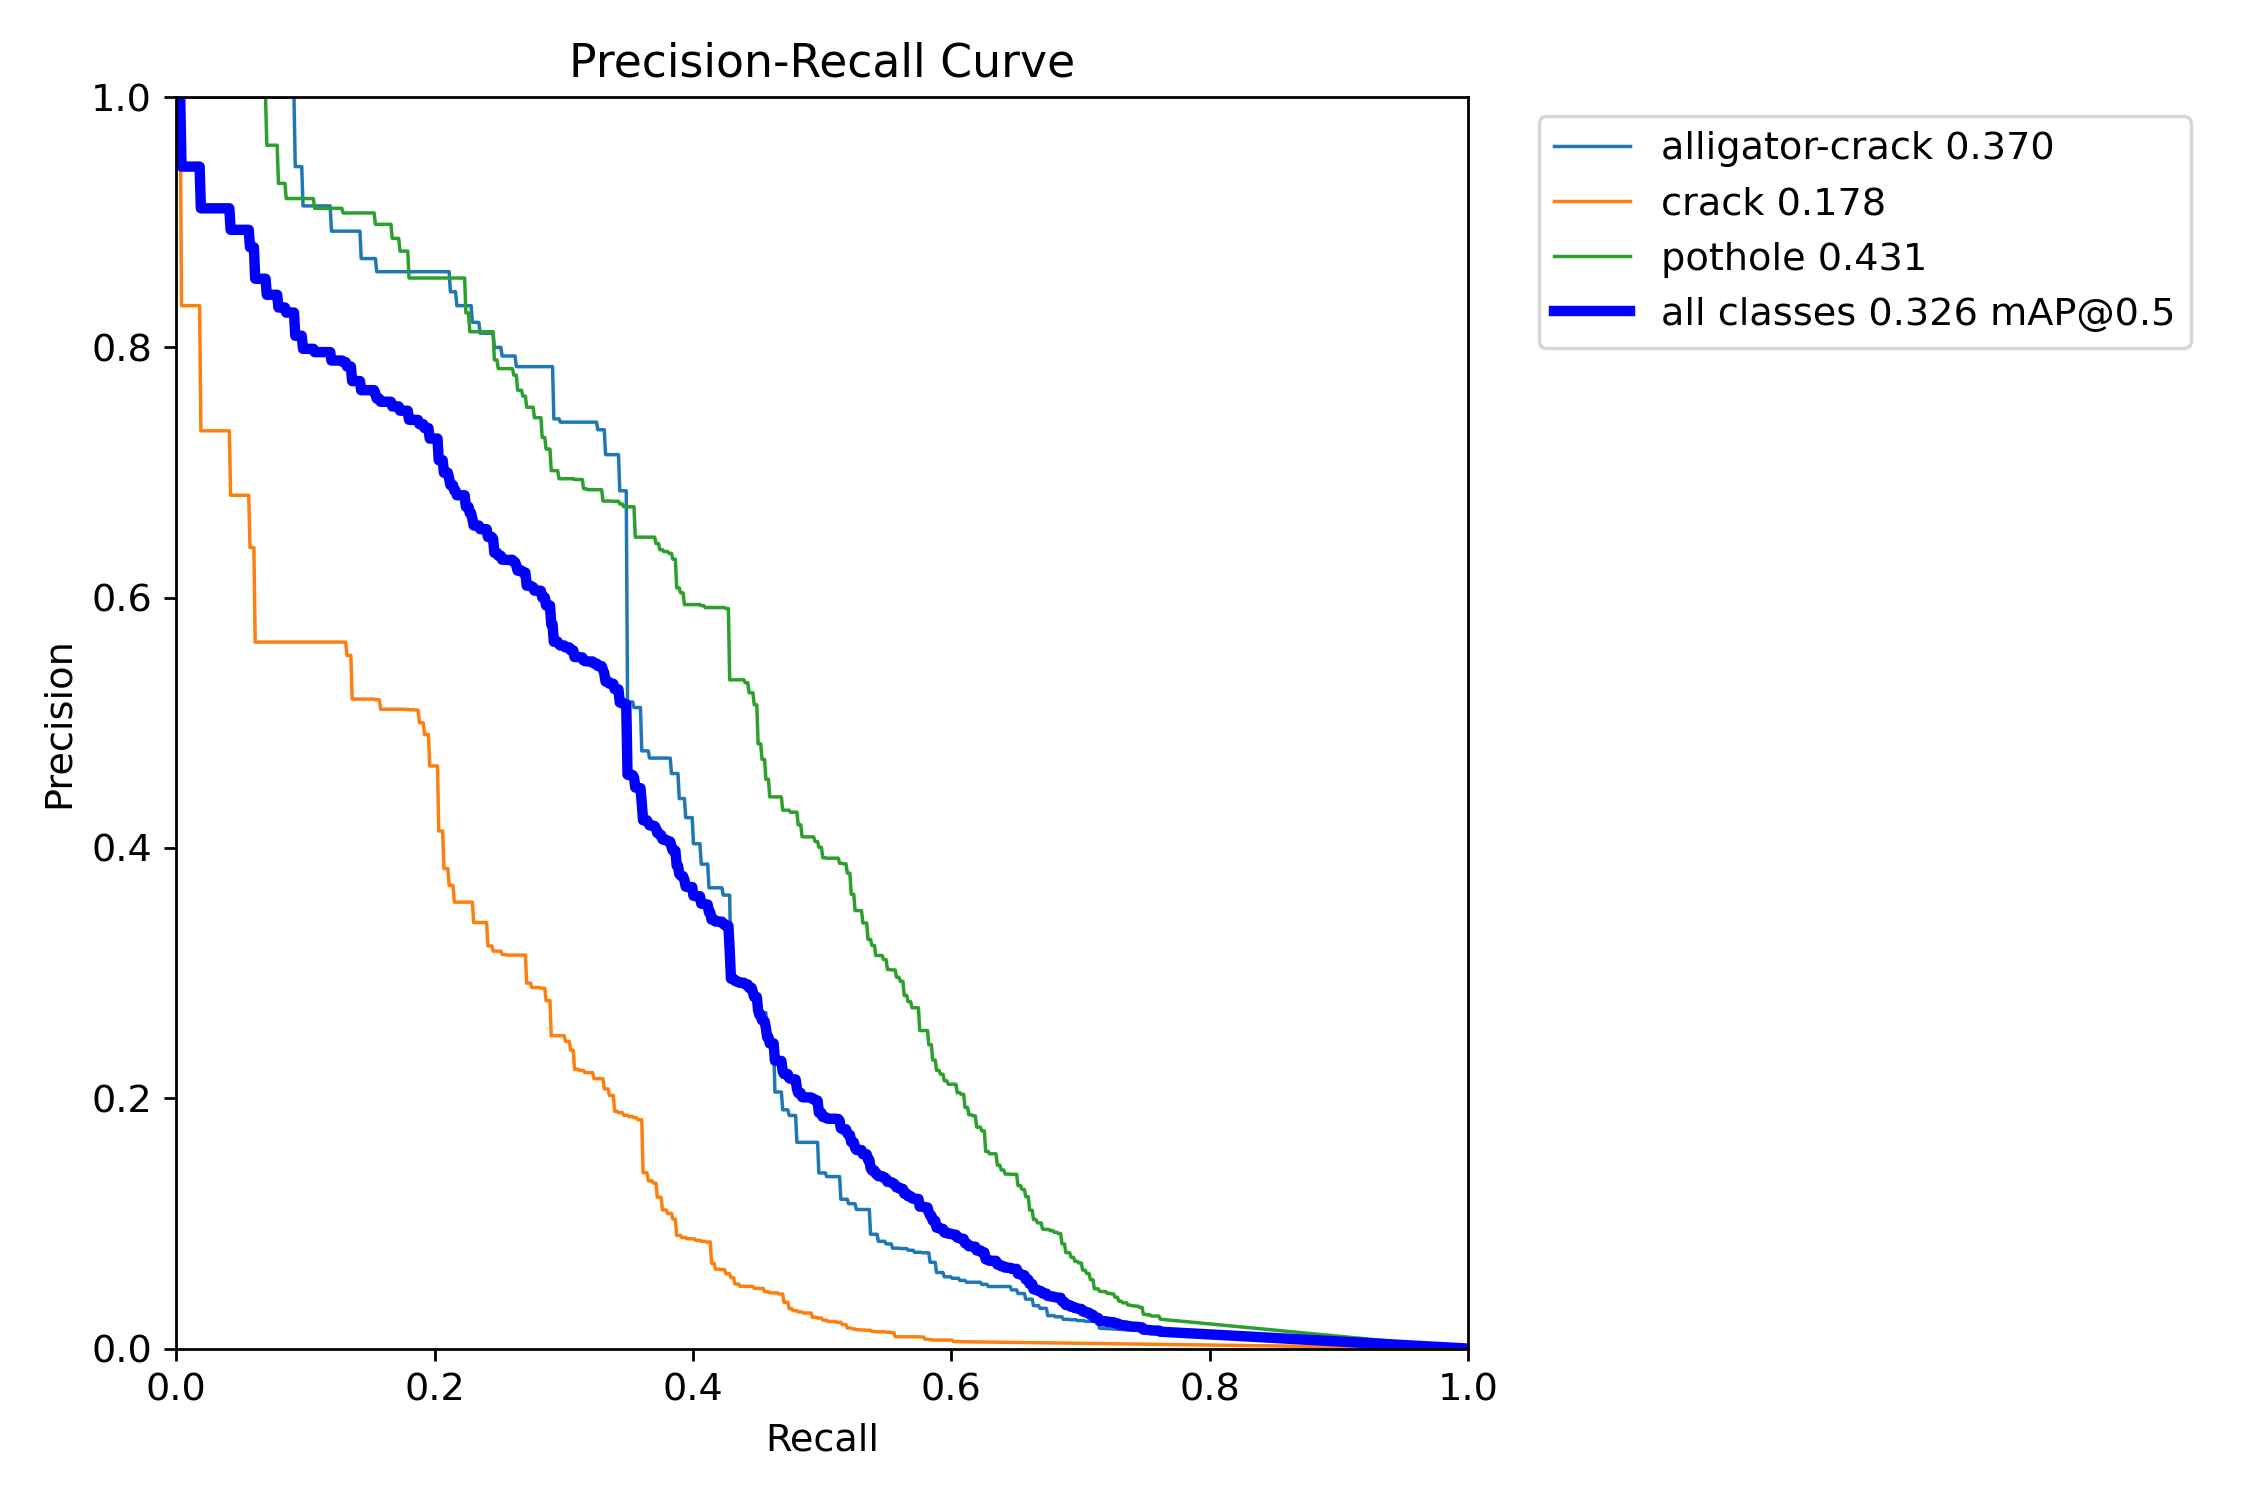 Precision-Recall Curve
1.0
0.8
0.6
0.4
0.2
0.0
Precision
0.0 0.2 0.4 0.6 0.8 1.0
Recall
alligator-crack 0.370
crack 0.178
pothole 0.431
all classes 0.326 mAP@0.5